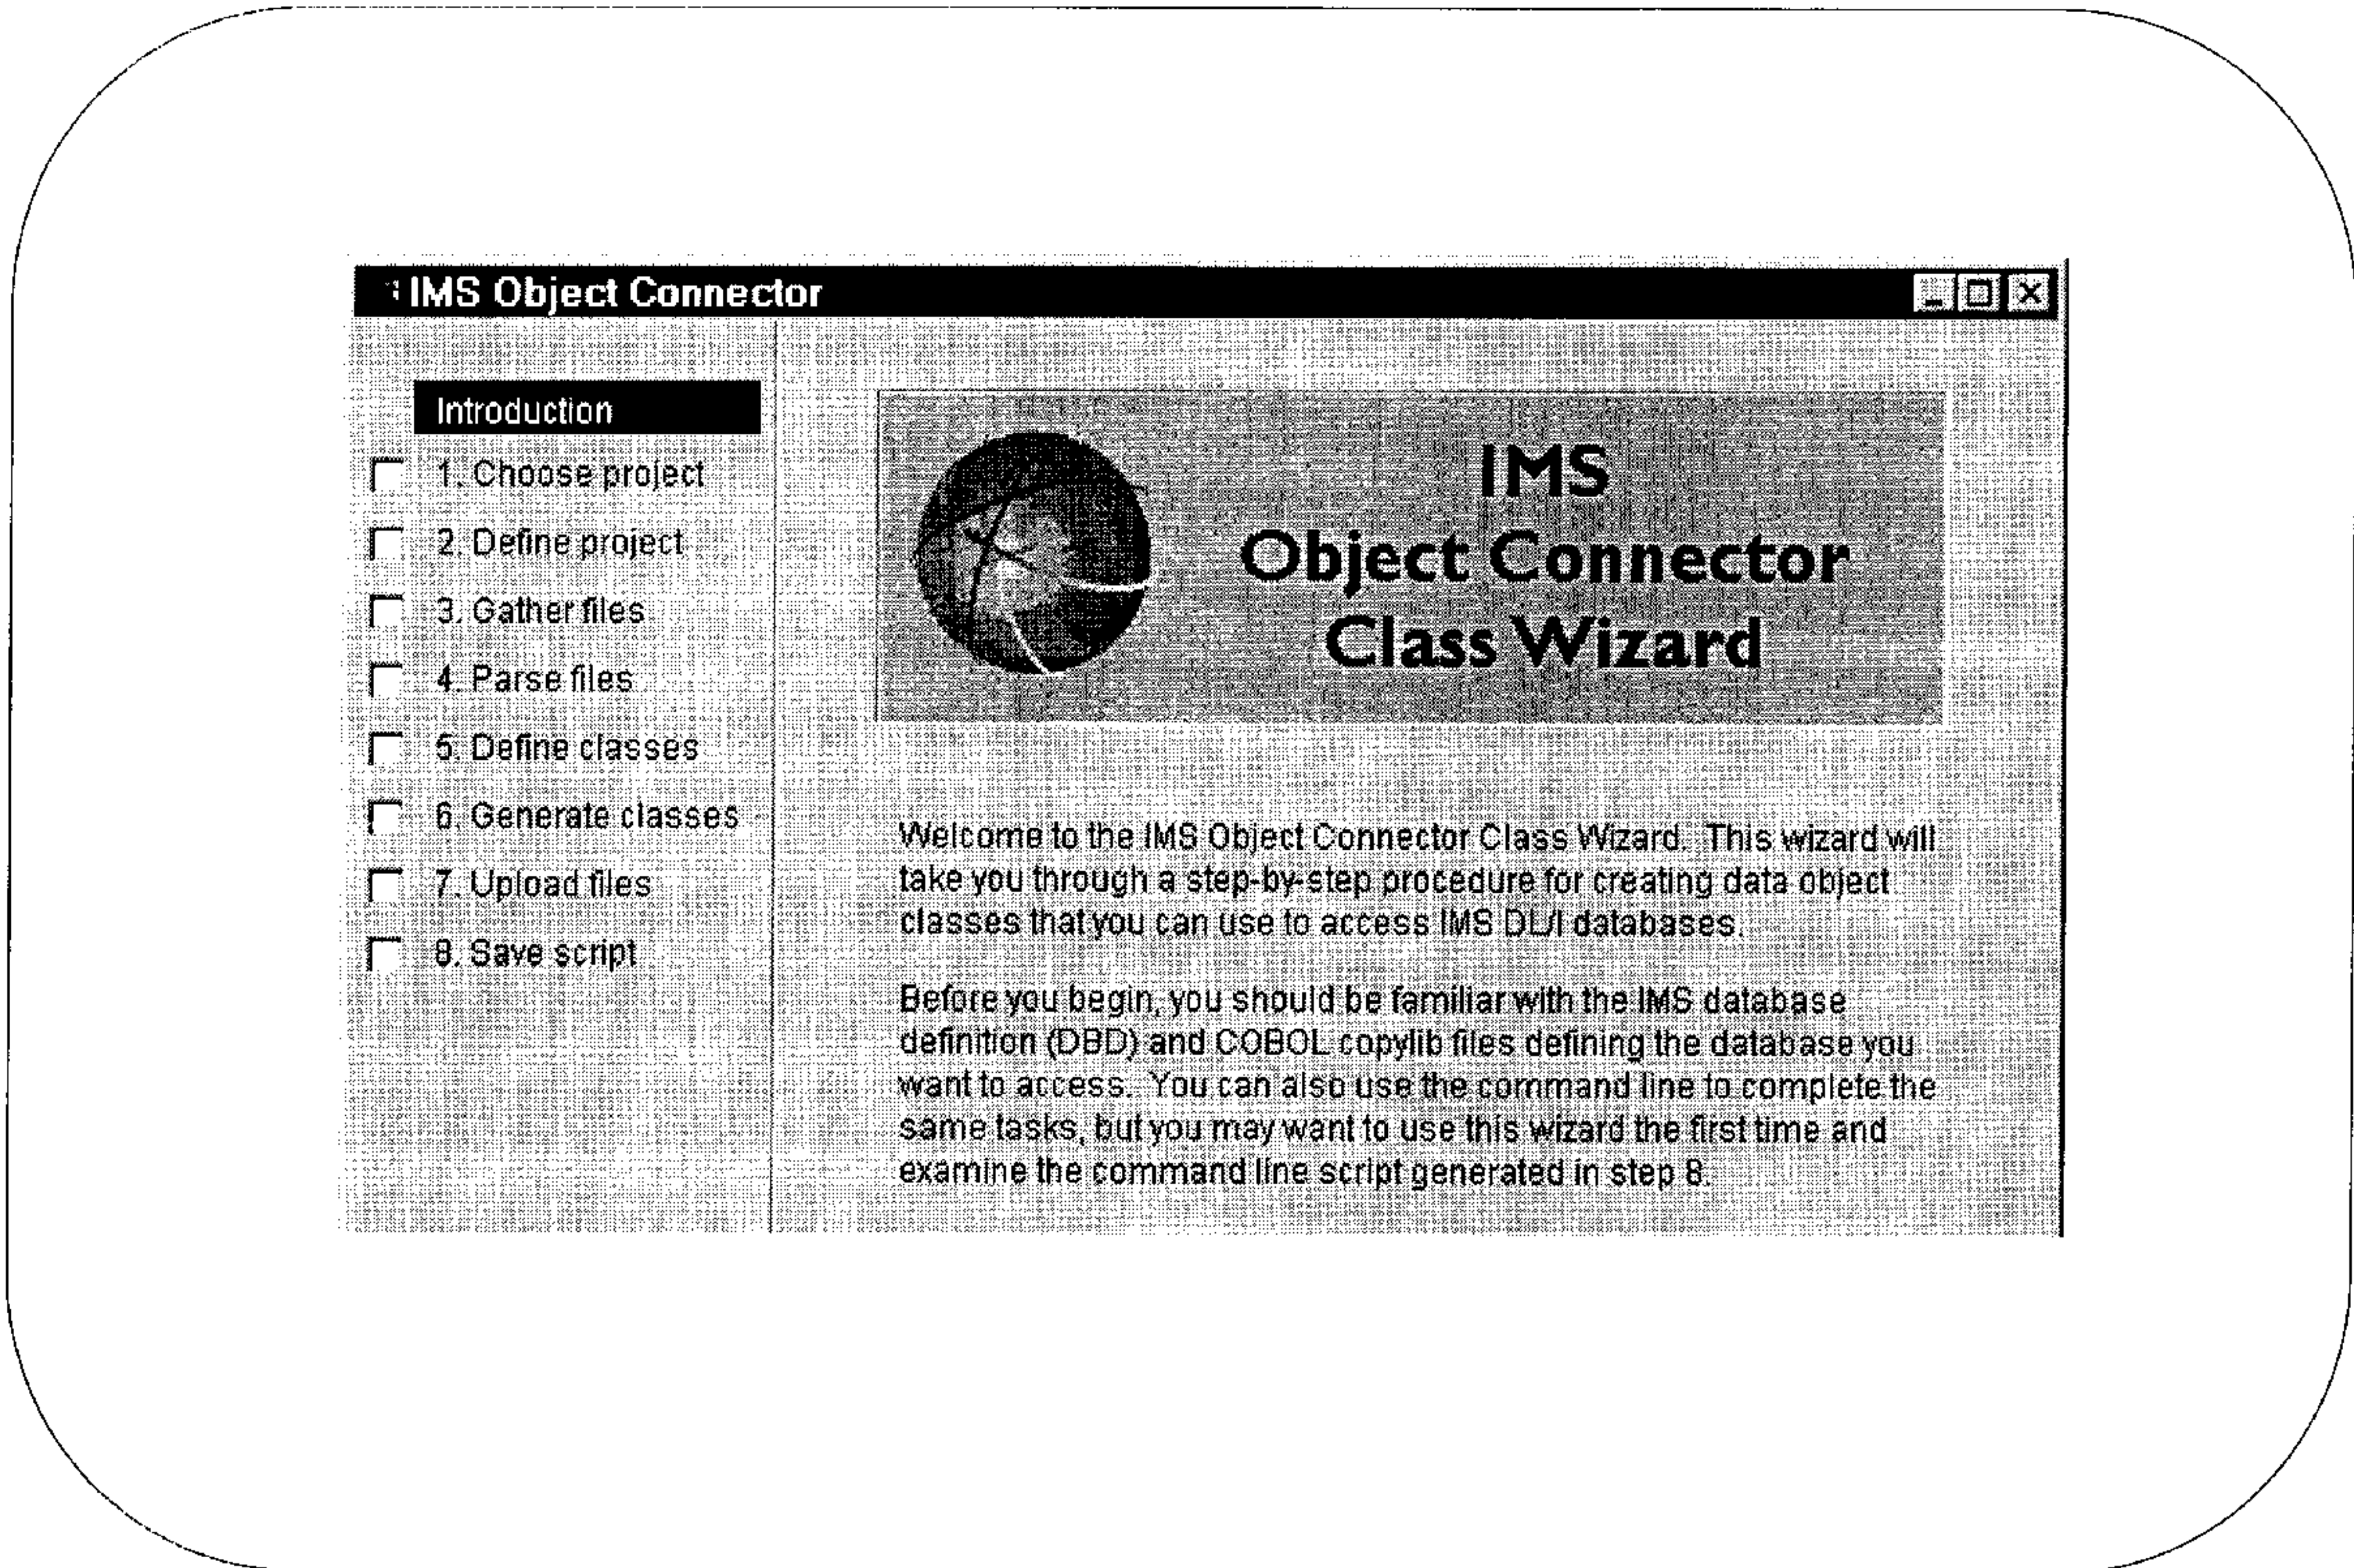 IMS Object Connector
Introduction
1. Choose project
2. Define project
3. Gather files
4. Parse files
5. Define classes
6. Generate classes
7. Upload files
8. Save script
IMS
Object Connector
Class Wizard
Welcome to the IMS Object Connector Class Wizard. This wizard will
take you through a step-by-step procedure for creating data object
classes that you can use to access IMS DL/I databases.
Before you begin, you should be familiar with the IMS database
definition (DBD) and COBOL copylib files defining the database you
want to access. You can also use the command line to complete the
same tasks, but you may want to use this wizard the first time and
examine the command line script generated in step 8.